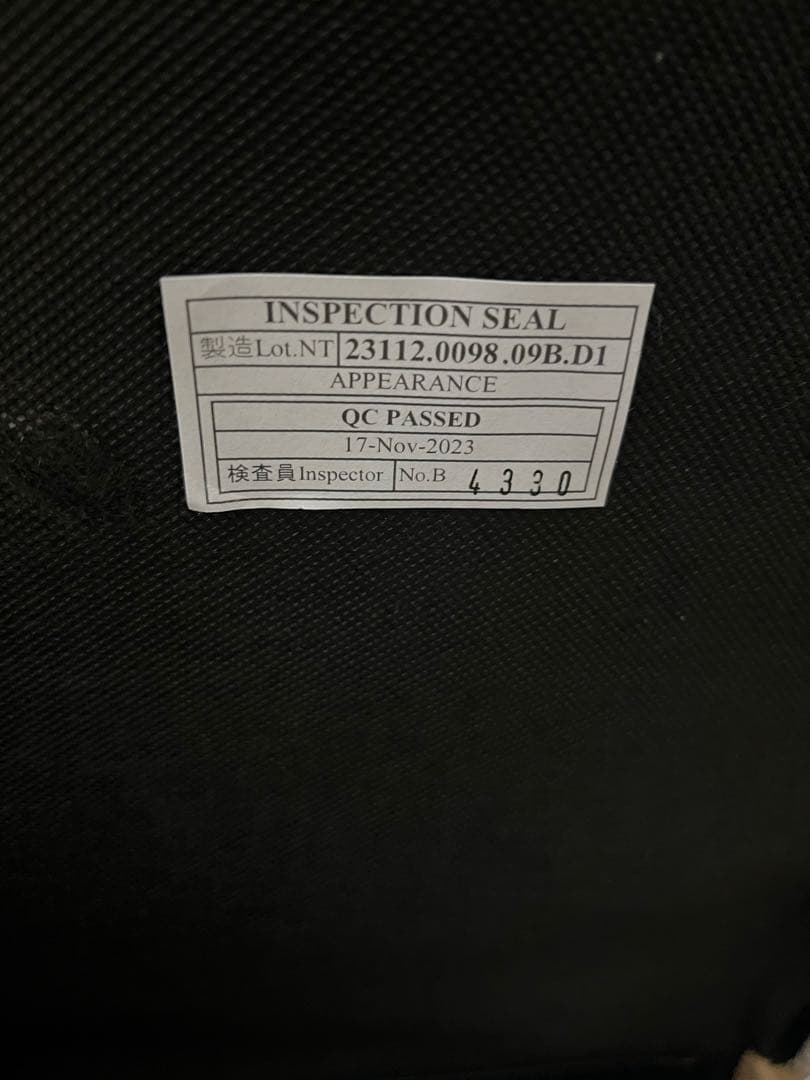 INSPECTION SEAL
製造Lot.NT 23112.0098.09B.D1
APPEARANCE
QC PASSED
17-Nov-2023
検査員Inspector No.B 4330